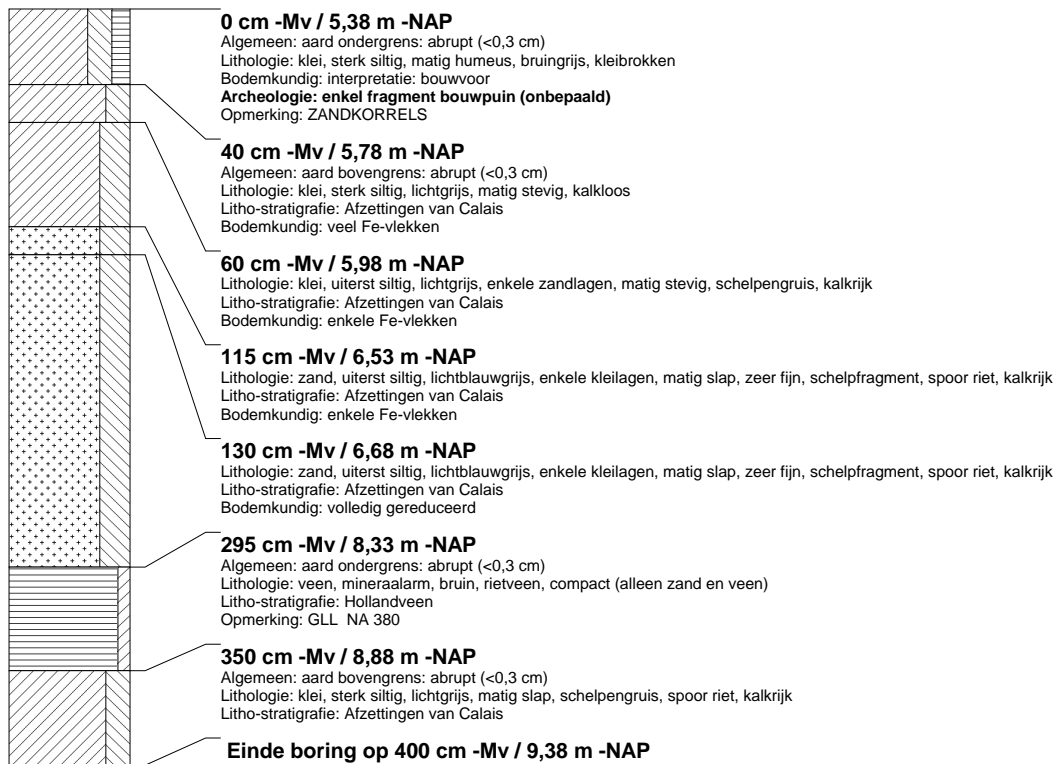 0 cm -Mv / 5,38 m -NAP
Algemeen: aard ondergrens: abrupt (<0,3 cm)
Lithologie: klei, sterk siltig, matig humeus, bruingrijs, kleibrokken
Bodemkundig: interpretatie: bouwvoor
Archeologie: enkel fragment bouwpuin (onbepaald)
Opmerking: ZANDKORRELS
40 cm -Mv / 5,78 m -NAP
Algemeen: aard bovengrens: abrupt (<0,3 cm)
Lithologie: klei, sterk siltig, lichtgrijs, matig stevig, kalkloos
Litho-stratigrafie: Afzettingen van Calais
Bodemkundig: veel Fe-vlekken
60 cm -Mv / 5,98 m -NAP
Lithologie: klei, uiterst siltig, lichtgrijs, enkele zandlagen, matig stevig, schelpengruis, kalkrijk
Litho-stratigrafie: Afzettingen van Calais
Bodemkundig: enkele Fe-vlekken
115 cm -Mv / 6,53 m -NAP
Lithologie: zand, uiterst siltig, lichtblauwgrijs, enkele kleilagen, matig slap, zeer fijn, schelpfragment, spoor riet, kalkrijk
Litho-stratigrafie: Afzettingen van Calais
Bodemkundig: enkele Fe-vlekken
130 cm -Mv / 6,68 m -NAP
Lithologie: zand, uiterst siltig, lichtblauwgrijs, enkele kleilagen, matig slap, zeer fijn, schelpfragment, spoor riet, kalkrijk
Litho-stratigrafie: Afzettingen van Calais
Bodemkundig: volledig gereduceerd
295 cm -Mv / 8,33 m -NAP
Algemeen: aard ondergrens: abrupt (<0,3 cm)
Lithologie: veen, mineraalarm, bruin, rietveen, compact (alleen zand en veen)
Litho-stratigrafie: Hollandveen
Opmerking: GLL NA 380
350 cm -Mv / 8,88 m -NAP
Algemeen: aard bovengrens: abrupt (<0,3 cm)
Lithologie: klei, sterk siltig, lichtgrijs, matig slap, schelpengruis, spoor riet, kalkrijk
Litho-stratigrafie: Afzettingen van Calais
Einde boring op 400 cm -Mv / 9,38 m -NAP